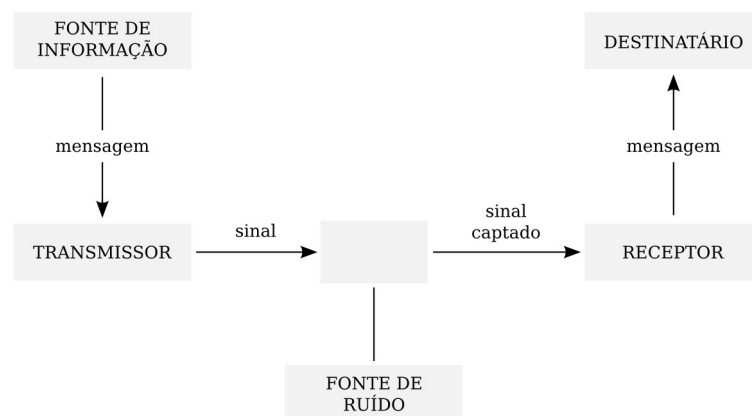 FONTE DE
INFORMAÇÃO
DESTINATÁRIO
mensagem
mensagem
TRANSMISSOR
sinal
sinal
captado
RECEPTOR
FONTE DE
RUÍDO